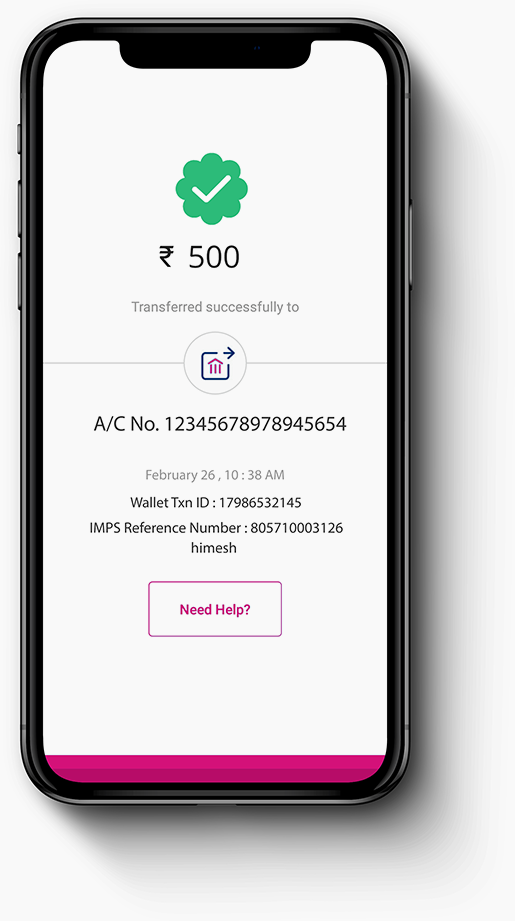 ₹ 500
Transferred successfully to
A/C No. 12345678978945654
February 26 , 10 : 38 AM
Wallet Txn ID : 17986532145
IMPS Reference Number : 805710003126
himesh
Need Help?